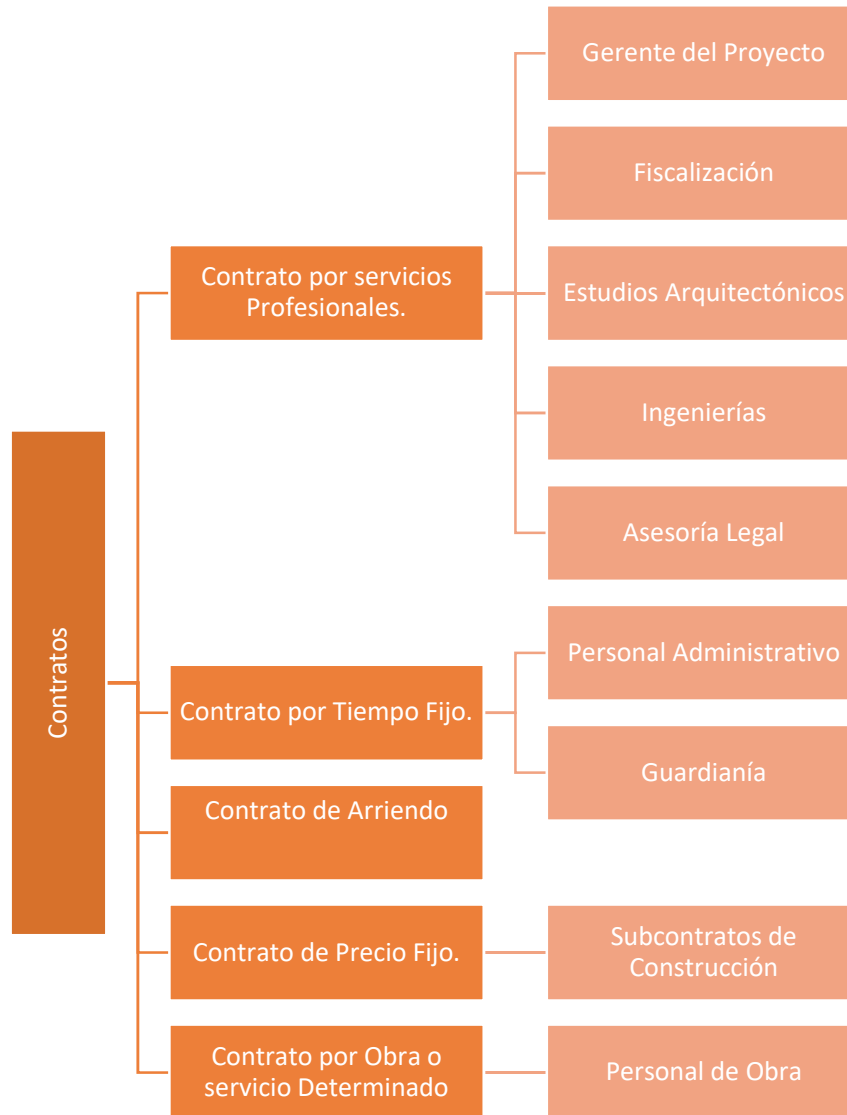 Contratos
Contrato por servicios
Profesionales.
Gerente del Proyecto
Fiscalización
Estudios Arquitectónicos
Ingenierías
Asesoría Legal
Contrato por Tiempo Fijo.
Personal Administrativo
Guardianía
Contrato de Arriendo
Contrato de Precio Fijo.
Subcontratos de
Construcción
Contrato por Obra o
servicio Determinado
Personal de Obra